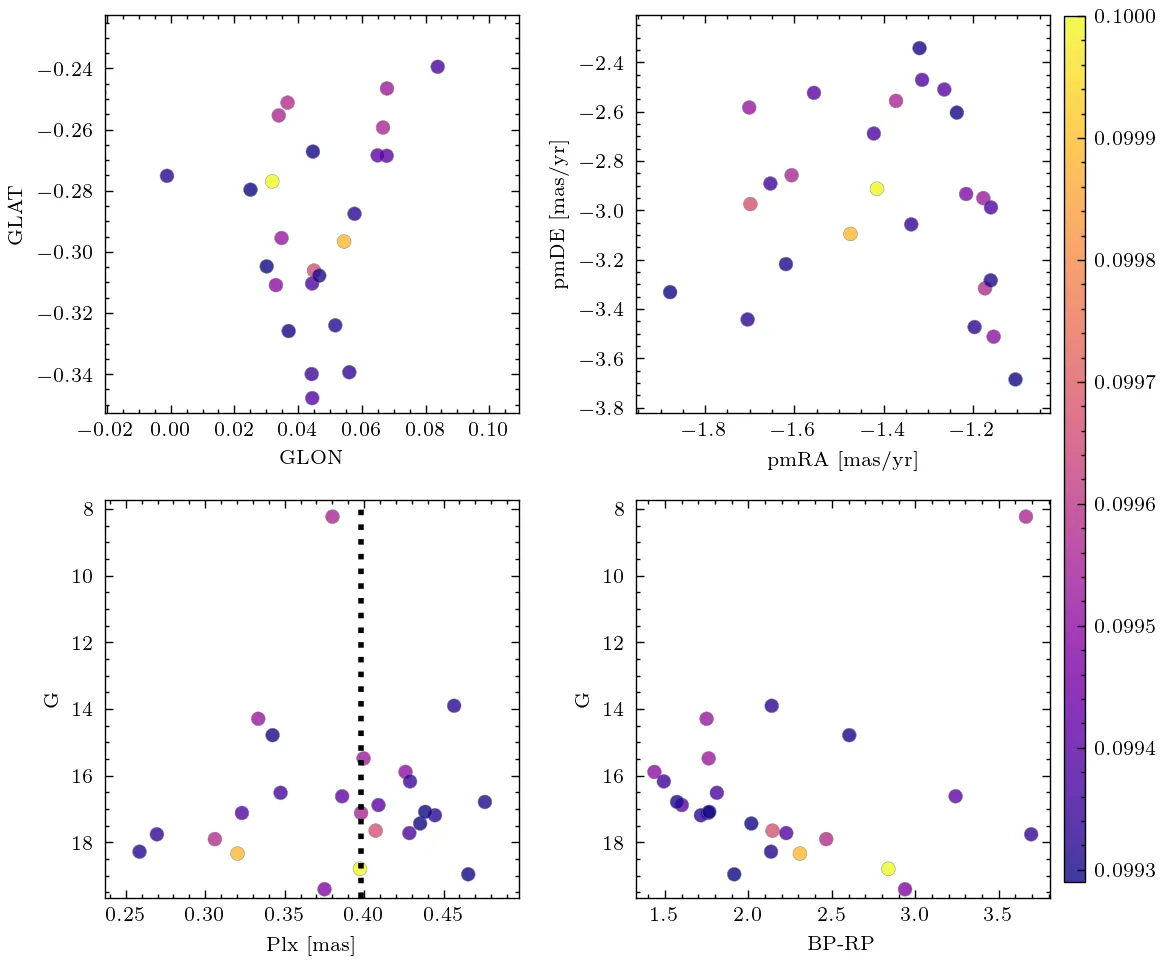 −0.24
−0.26
−0.28
−0.30
−0.32
−0.34
GLAT
−0.02 0.00 0.02 0.04 0.06 0.08 0.10
GLON
−2.4
−2.6
−2.8
−3.0
−3.2
−3.4
−3.6
−3.8
pmDE [mas/yr]
−1.8 −1.6 −1.4 −1.2
pmRA [mas/yr]
8
10
12
14
16
18
G
0.25 0.30 0.35 0.40 0.45
Plx [mas]
8
10
12
14
16
18
G
1.5 2.0 2.5 3.0 3.5
BP-RP
0.1000
0.0999
0.0998
0.0997
0.0996
0.0995
0.0994
0.0993